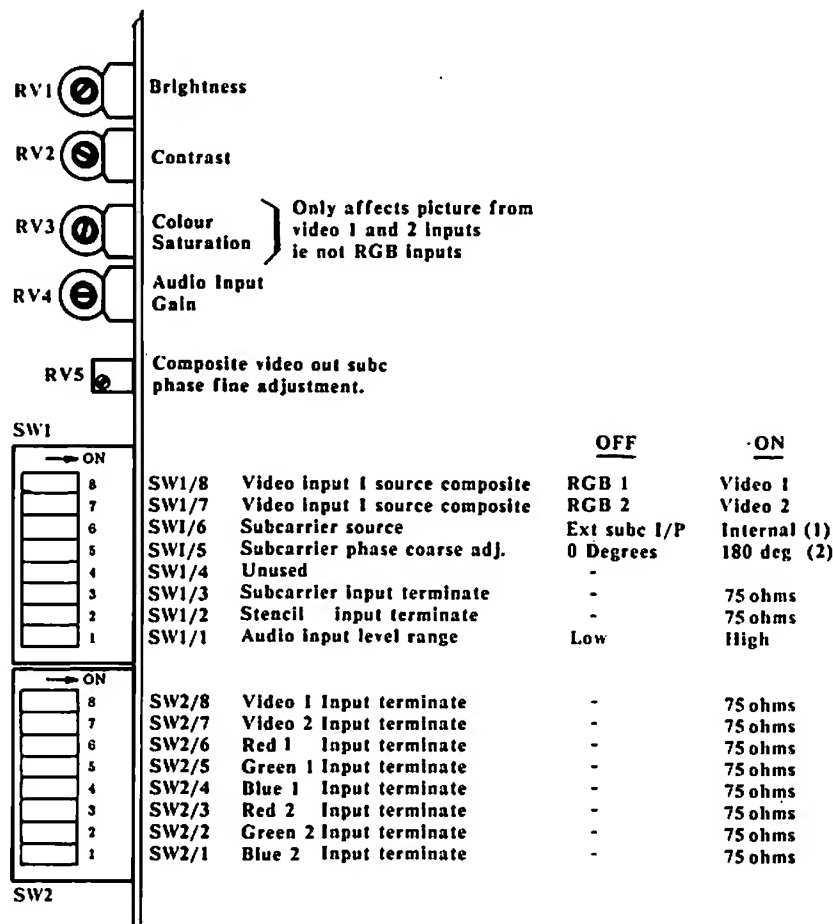 RV1 Brightness
RV2 Contrast
RV3 Colour Saturation Only affects picture from video 1 and 2 inputs ie not RGB inputs
RV4 Audio Input Gain
RV5 Composite video out subc phase fine adjustment.
SW1
OFF ON
ON
8 SW1/8 Video input 1 source composite RGB 1 Video 1
7 SW1/7 Video input 1 source composite RGB 2 Video 2
6 SW1/6 Subcarrier source Ext subc I/P Internal (1)
5 SW1/5 Subcarrier phase coarse adj. 0 Degrees 180 deg (2)
4 SW1/4 Unused -
3 SW1/3 Subcarrier input terminate - 75 ohms
2 SW1/2 Stencil input terminate - 75 ohms
1 SW1/1 Audio input level range Low High
ON
8 SW2/8 Video 1 Input terminate - 75 ohms
7 SW2/7 Video 2 Input terminate - 75 ohms
6 SW2/6 Red 1 Input terminate - 75 ohms
5 SW2/5 Green 1 Input terminate - 75 ohms
4 SW2/4 Blue 1 Input terminate - 75 ohms
3 SW2/3 Red 2 Input terminate - 75 ohms
2 SW2/2 Green 2 Input terminate - 75 ohms
1 SW2/1 Blue 2 Input terminate - 75 ohms
SW2